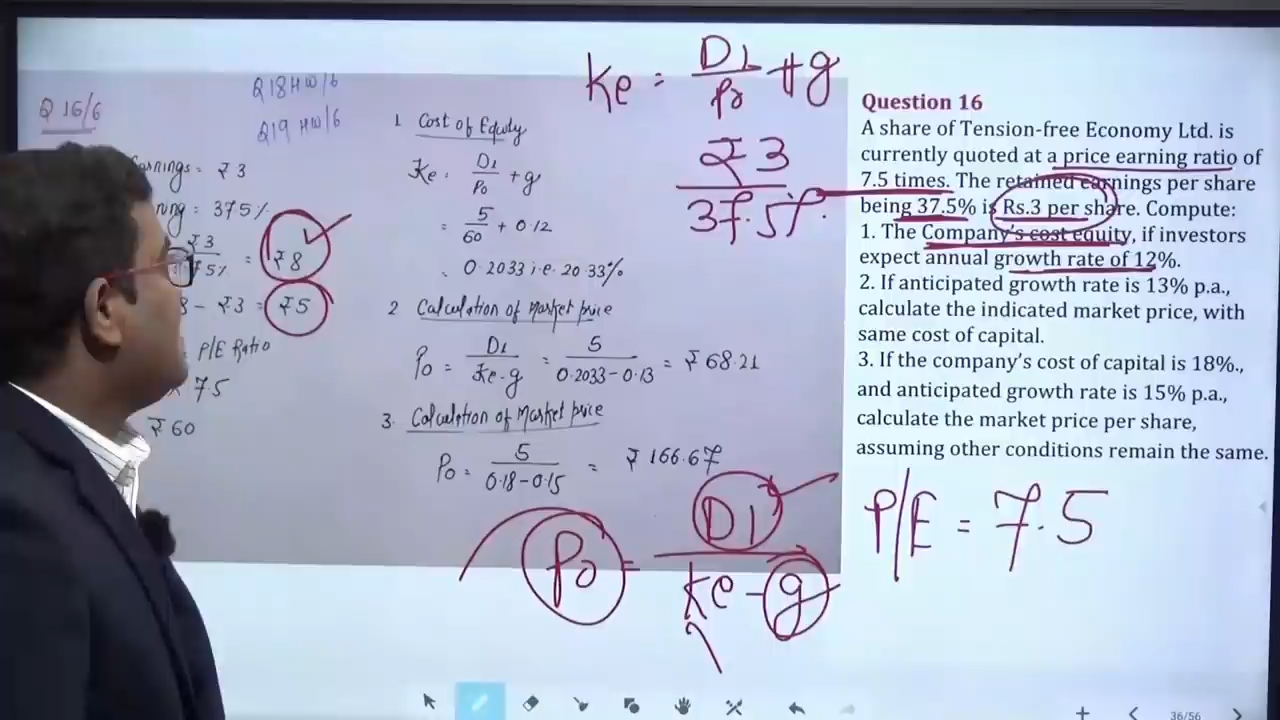 Q 16/6
Q18 HW/6
Q19 HW/6
= ₹3
= 37.5%
₹3
= ₹8
- ₹3 = ₹5
P/E Ratio
7.5
₹60
1 Cost of Equity
Ke = D1/P0 + g
= 5/60 + 0.12
= 0.2033 i.e. 20.33%
2 Calculation of Market price
P0 = D1/Ke-g = 5/0.2033-0.13 = ₹68.21
3. Calculation of Market price
P0 = 5/0.18-0.15 = ₹166.67
Ke = D1/P0 + g
₹3/37.5%
P0 = D1/Ke - g
Question 16
A share of Tension-free Economy Ltd. is
currently quoted at a price earning ratio of
7.5 times. The retained earnings per share
being 37.5% is Rs.3 per share. Compute:
1. The Company's cost equity, if investors
expect annual growth rate of 12%.
2. If anticipated growth rate is 13% p.a.,
calculate the indicated market price, with
same cost of capital.
3. If the company's cost of capital is 18%.,
and anticipated growth rate is 15% p.a.,
calculate the market price per share,
assuming other conditions remain the same.
P/E = 7.5
36/56